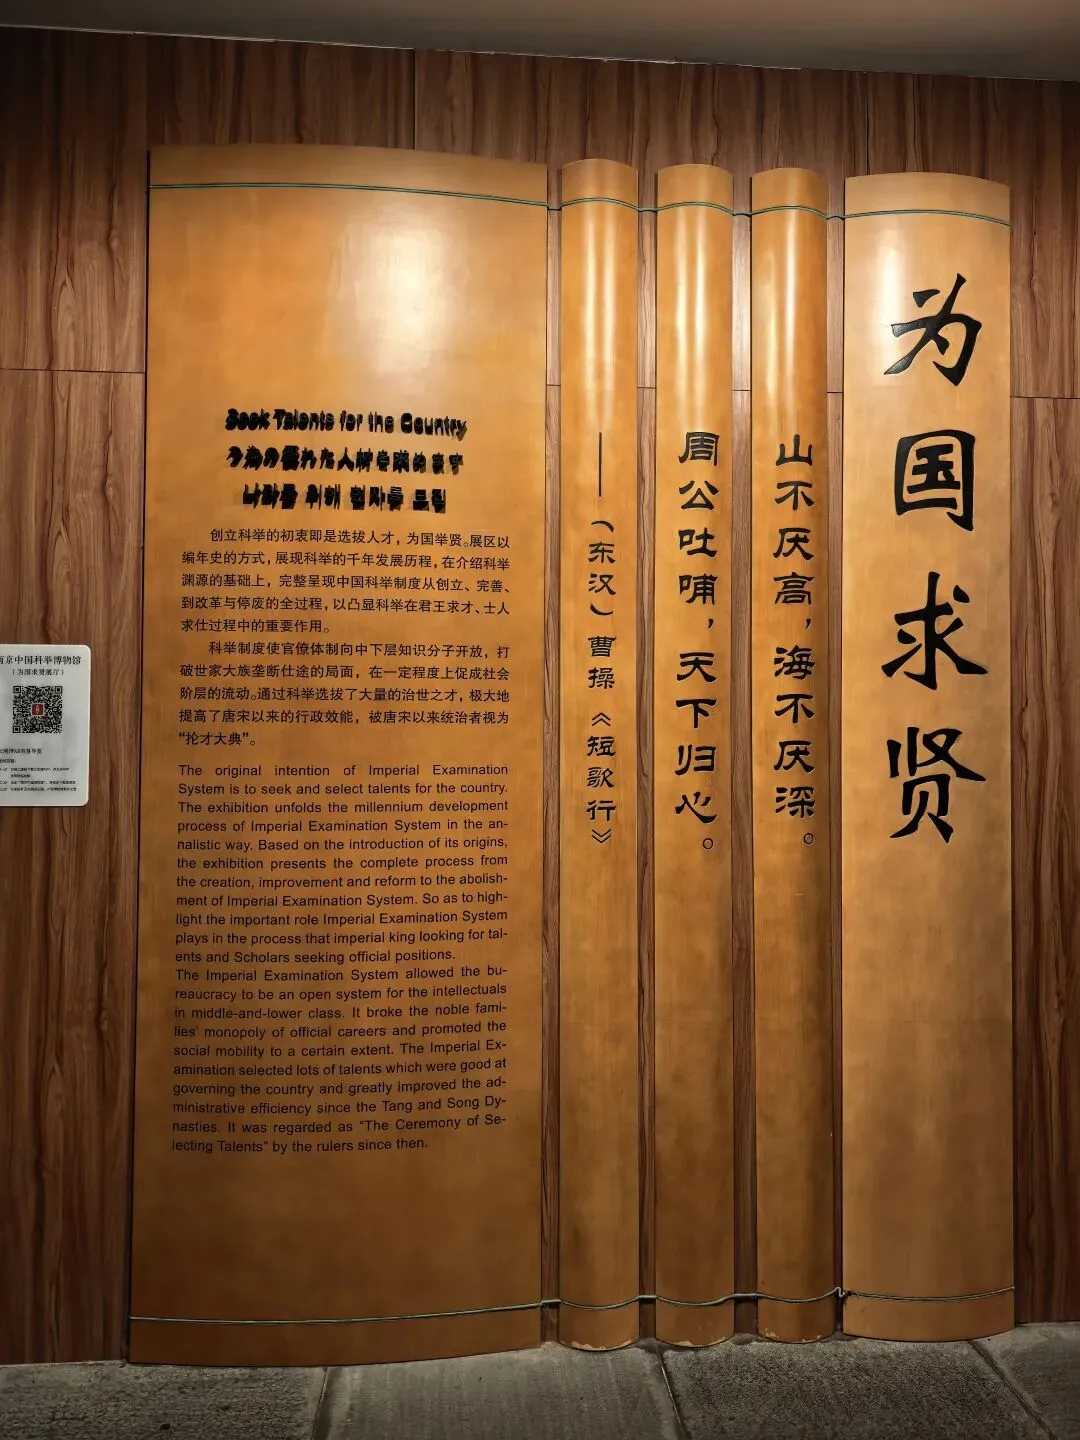 为国求贤
山不厌高，海不厌深。
周公吐哺，天下归心。
——（东汉）曹操《短歌行》
Seek Talents for the Country
创立科举的初衷即是选拔人才，为国举贤。展区以
编年史的方式，展现科举的千年发展历程，在介绍科举
渊源的基础上，完整呈现中国科举制度从创立、完善、
到改革与停废的全过程，以凸显科举在君王求才、士人
求仕过程中的重要作用。
科举制度使官僚体制向中下层知识分子开放，打
破世家大族垄断仕途的局面，在一定程度上促成社会
阶层的流动。通过科举选拔了大量的治世之才，极大地
提高了唐宋以来的行政效能，被唐宋以来统治者视为
“抡才大典”。
The original intention of Imperial Examination
System is to seek and select talents for the country.
The exhibition unfolds the millennium development
process of Imperial Examination System in the an-
nalistic way. Based on the introduction of its origins,
the exhibition presents the complete process from
the creation, improvement and reform to the abolish-
ment of Imperial Examination System. So as to high-
light the important role Imperial Examination System
plays in the process that imperial king looking for tal-
ents and Scholars seeking official positions.
The Imperial Examination System allowed the bu-
reaucracy to be an open system for the intellectuals
in middle-and-lower class. It broke the noble fami-
lies' monopoly of official careers and promoted the
social mobility to a certain extent. The Imperial Ex-
amination selected lots of talents which were good at
governing the country and greatly improved the ad-
ministrative efficiency since the Tang and Song Dy-
nasties. It was regarded as "The Ceremony of Se-
lecting Talents" by the rulers since then.
南京中国科举博物馆
（为国求贤展厅）